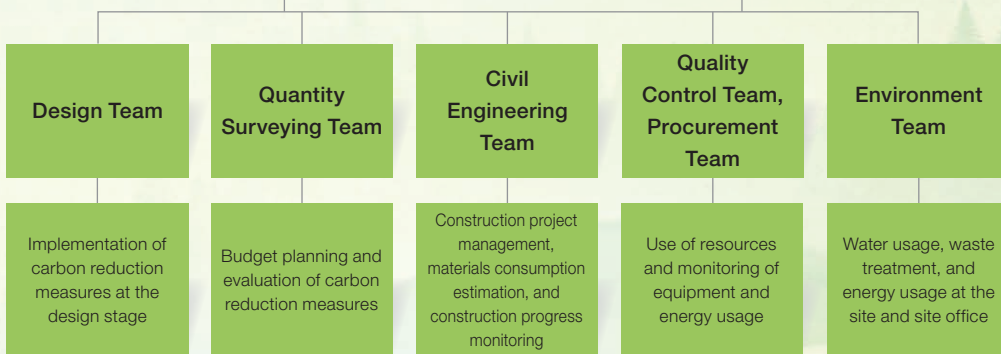 Design Team
Quantity
Surveying Team
Civil
Engineering
Team
Quality
Control Team,
Procurement
Team
Environment
Team
Implementation of
carbon reduction
measures at the
design stage
Budget planning and
evaluation of carbon
reduction measures
Construction project
management,
materials consumption
estimation, and
construction progress
monitoring
Use of resources
and monitoring of
equipment and
energy usage
Water usage, waste
treatment, and
energy usage at the
site and site office